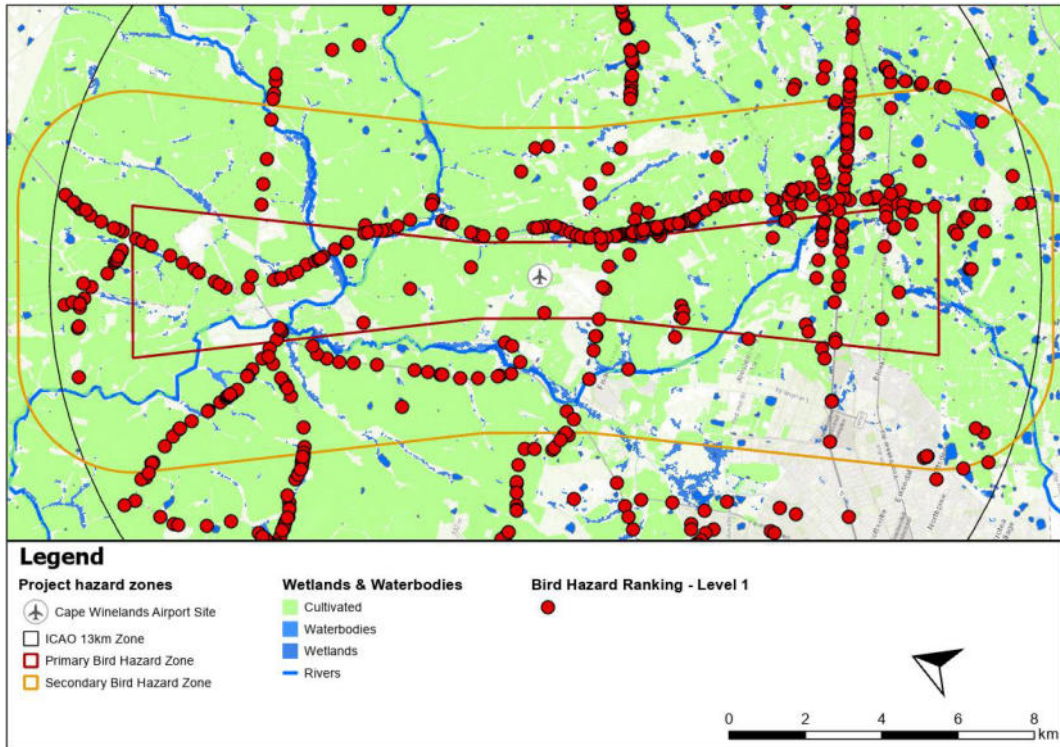 Legend
Project hazard zones
Cape Winelands Airport Site
ICAO 13km Zone
Primary Bird Hazard Zone
Secondary Bird Hazard Zone
Wetlands & Waterbodies
Cultivated
Waterbodies
Wetlands
Rivers
Bird Hazard Ranking - Level 1
0 2 4 6 8
km